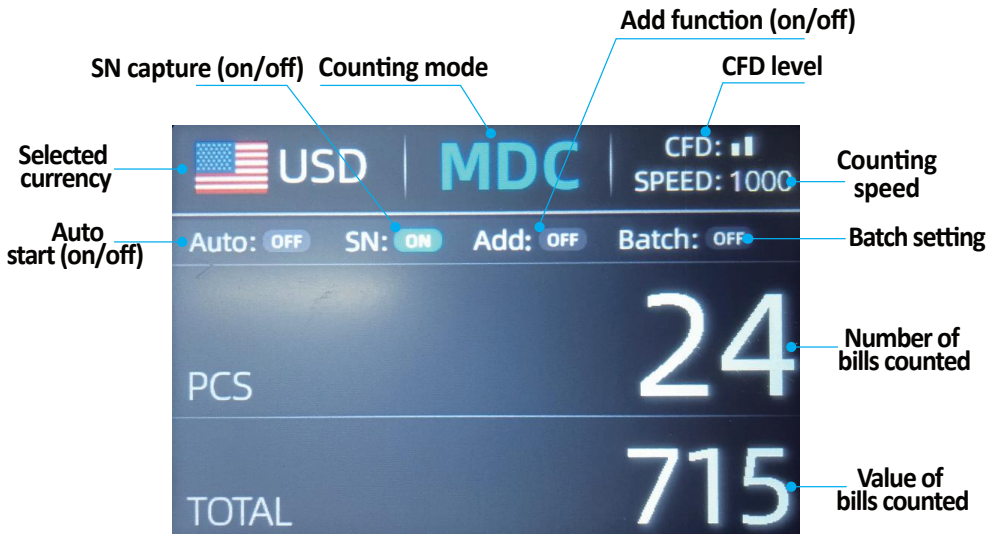 Add function (on/off)
SN capture (on/off)
Counting mode
CFD level
Selected
currency
USD
MDC
CFD:
SPEED: 1000
Counting
speed
Auto
start (on/off)
Auto: OFF
SN: ON
Add: OFF
Batch: OFF
Batch setting
24
PCS
Number of
bills counted
715
TOTAL
Value of
bills counted